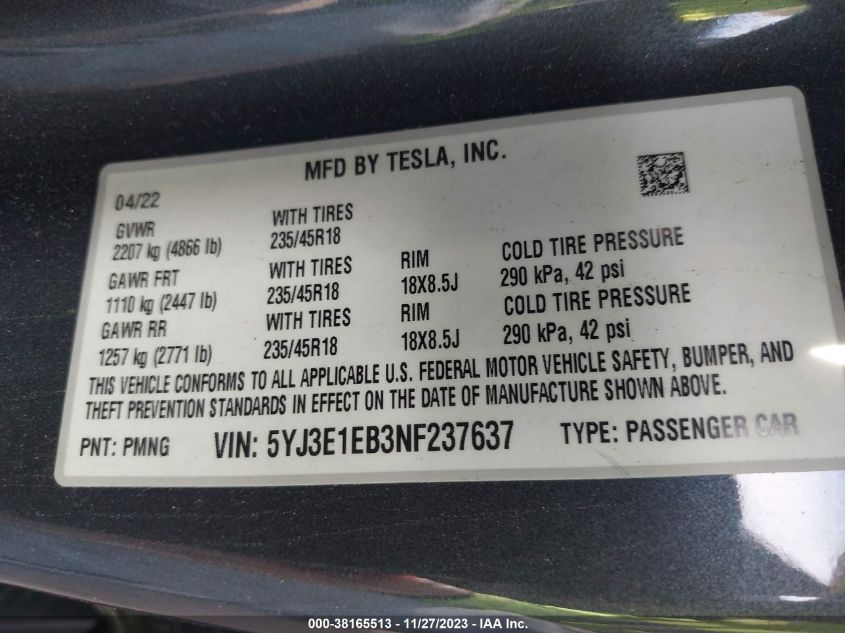 MFD BY TESLA, INC.
04/22
GVWR
2207 kg (4866 lb)
WITH TIRES
235/45R18
GAWR FRT
1110 kg (2447 lb)
WITH TIRES
235/45R18
RIM
18X8.5J
COLD TIRE PRESSURE
290 kPa, 42 psi
GAWR RR
1257 kg (2771 lb)
WITH TIRES
235/45R18
RIM
18X8.5J
COLD TIRE PRESSURE
290 kPa, 42 psi
THIS VEHICLE CONFORMS TO ALL APPLICABLE U.S. FEDERAL MOTOR VEHICLE SAFETY, BUMPER, AND
THEFT PREVENTION STANDARDS IN EFFECT ON THE DATE OF MANUFACTURE SHOWN ABOVE.
PNT: PMNG VIN: 5YJ3E1EB3NF237637 TYPE: PASSENGER CAR
000-38165513 - 11/27/2023 - IAA Inc.